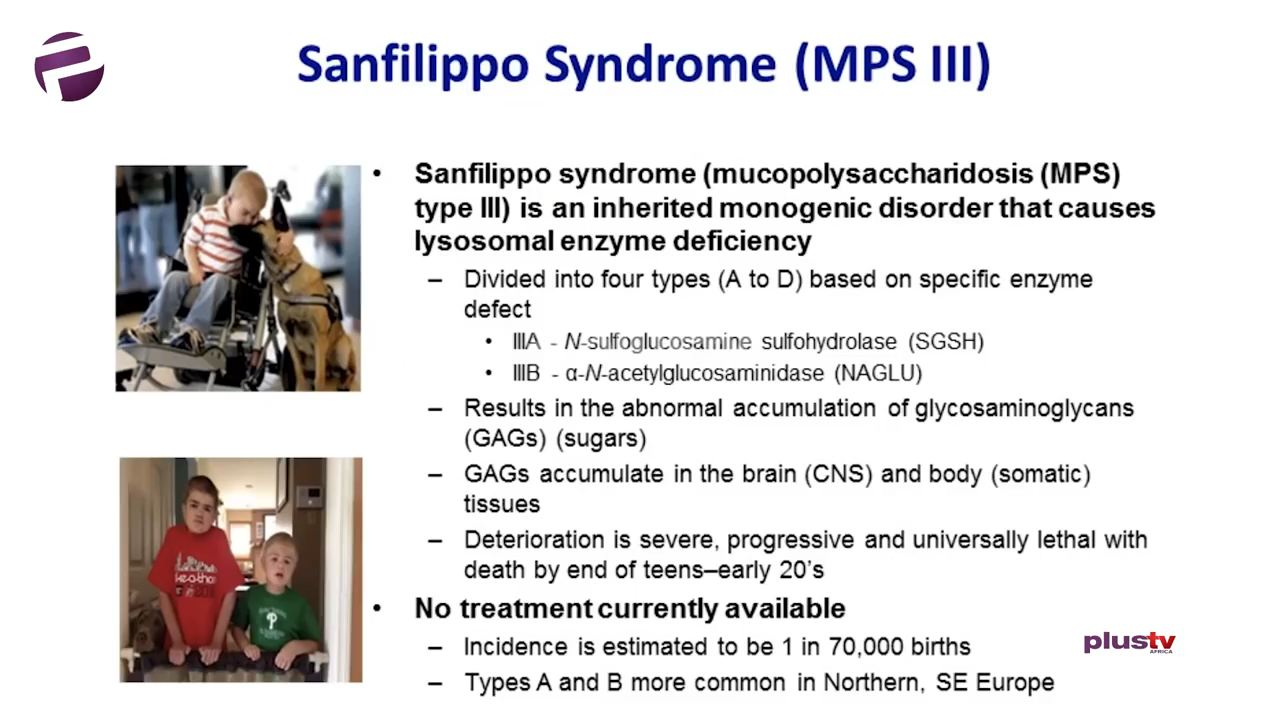 Sanfilippo Syndrome (MPS III)
• Sanfilippo syndrome (mucopolysaccharidosis (MPS)
type III) is an inherited monogenic disorder that causes
lysosomal enzyme deficiency
– Divided into four types (A to D) based on specific enzyme
defect
• IIIA - N-sulfoglucosamine sulfohydrolase (SGSH)
• IIIB - α-N-acetylglucosaminidase (NAGLU)
– Results in the abnormal accumulation of glycosaminoglycans
(GAGs) (sugars)
– GAGs accumulate in the brain (CNS) and body (somatic)
tissues
– Deterioration is severe, progressive and universally lethal with
death by end of teens–early 20's
• No treatment currently available
– Incidence is estimated to be 1 in 70,000 births
– Types A and B more common in Northern, SE Europe
plustv
AFRICA